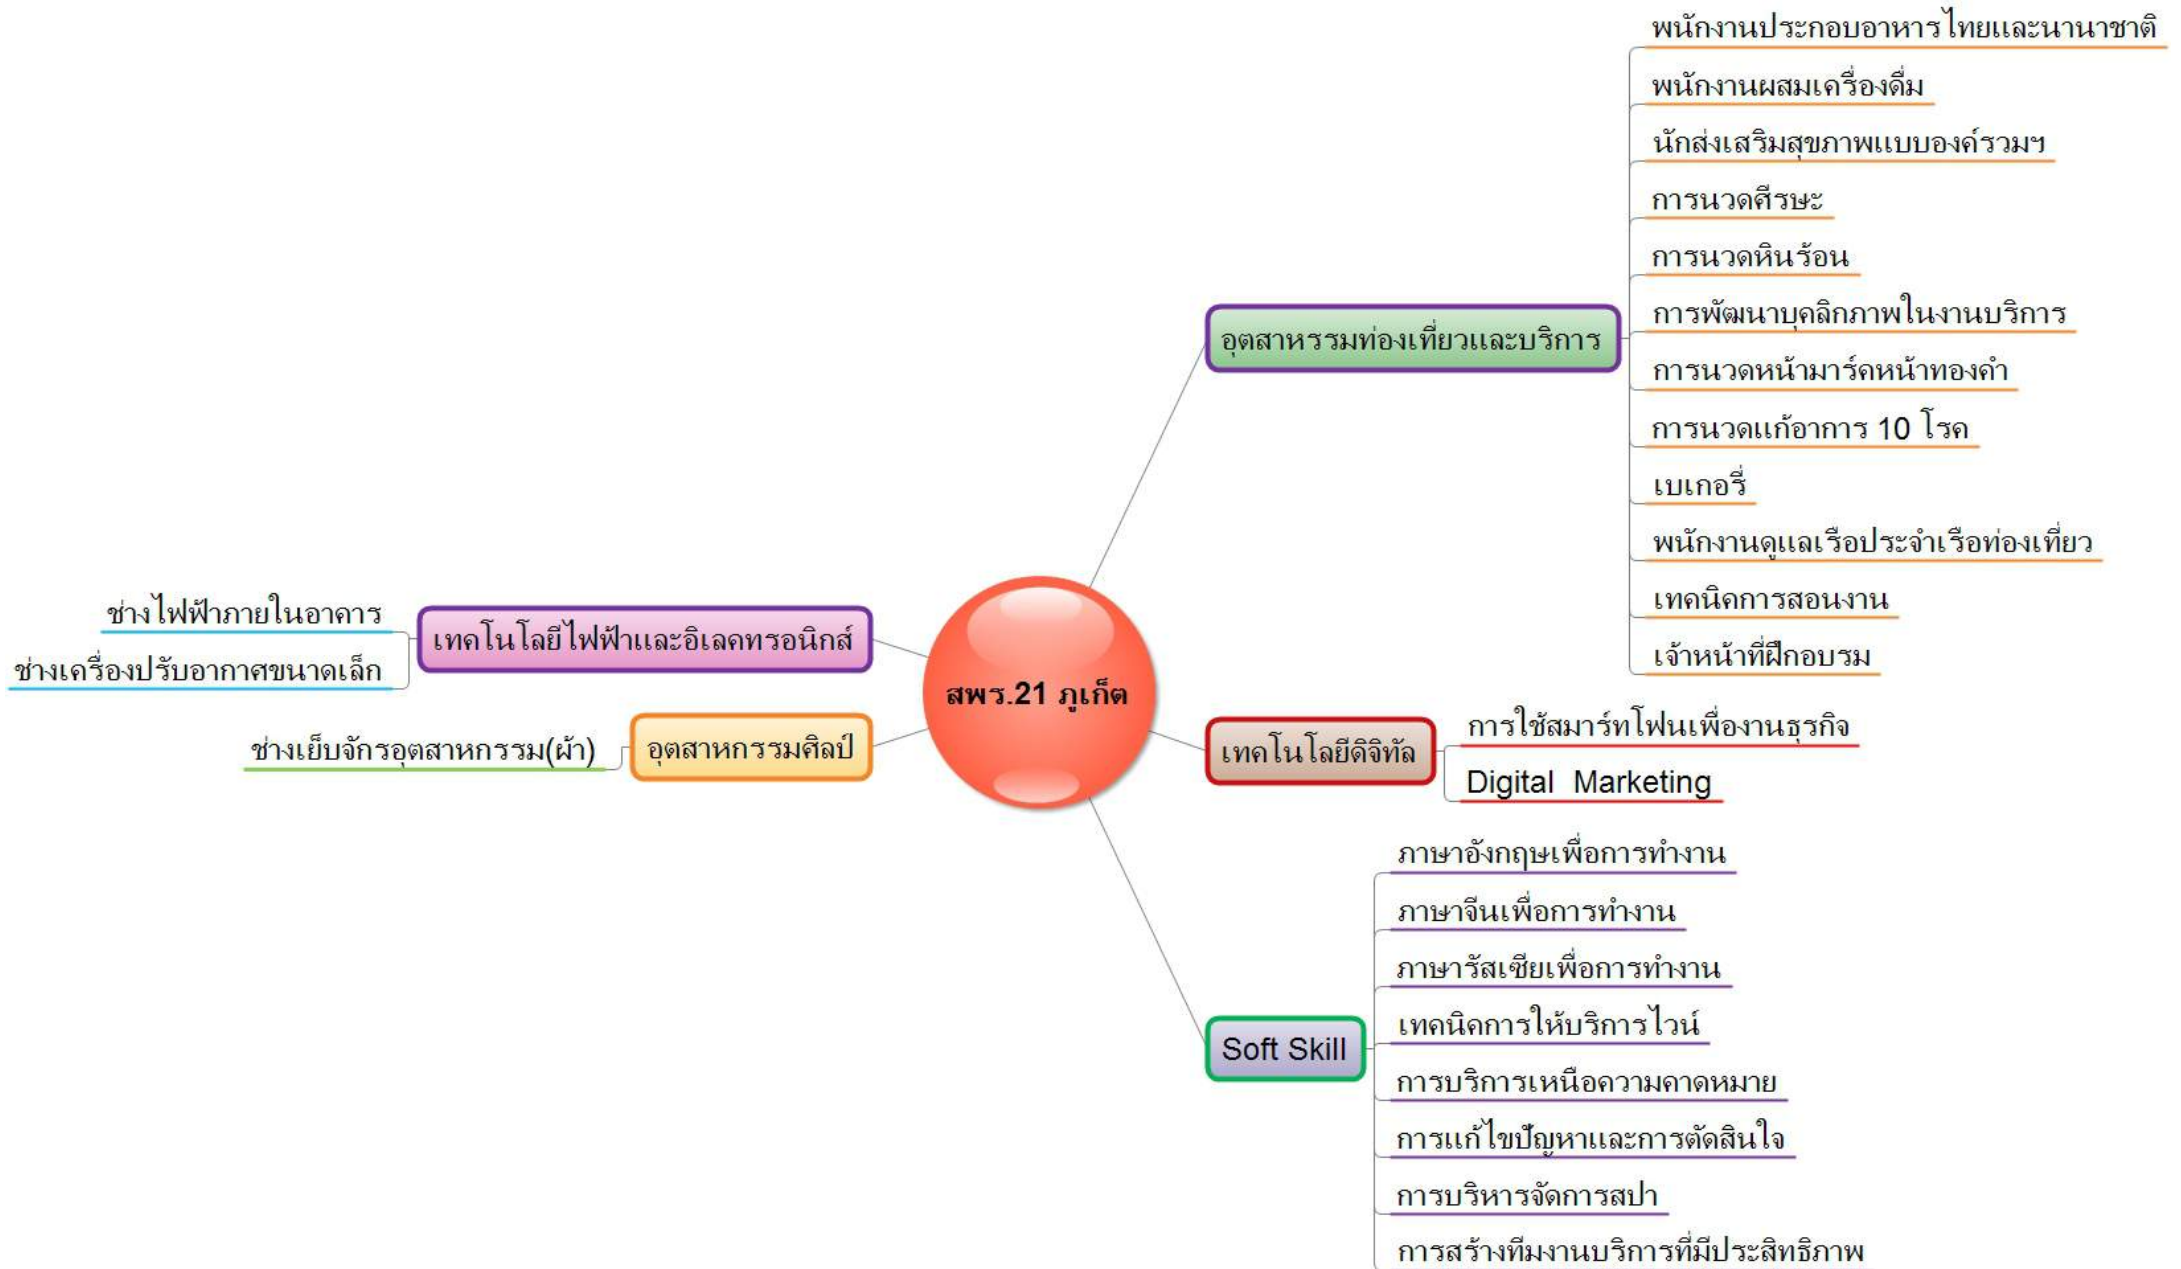 พนักงานประกอบอาหารไทยและนานาชาติ
พนักงานผสมเครื่องดื่ม
นักส่งเสริมสุขภาพแบบองค์รวมฯ
การนวดศีรษะ
การนวดหินร้อน
การพัฒนาบุคลิกภาพในงานบริการ
การนวดหน้ามาร์คหน้าทองคำ
การนวดแก้อาการ 10 โรค
เบเกอรี่
พนักงานดูแลเรือประจำเรือท่องเที่ยว
เทคนิคการสอนงาน
เจ้าหน้าที่ฝึกอบรม
อุตสาหรรมท่องเที่ยวและบริการ
ช่างไฟฟ้าภายในอาคาร
ช่างเครื่องปรับอากาศขนาดเล็ก
เทคโนโลยีไฟฟ้าและอิเลคทรอนิกส์
สพร.21 ภูเก็ต
ช่างเย็บจักรอุตสาหกรรม(ผ้า)
อุตสาหกรรมศิลป์
เทคโนโลยีดิจิทัล
การใช้สมาร์ทโฟนเพื่องานธุรกิจ
Digital Marketing
Soft Skill
ภาษาอังกฤษเพื่อการทำงาน
ภาษาจีนเพื่อการทำงาน
ภาษารัสเซียเพื่อการทำงาน
เทคนิคการให้บริการไวน์
การบริการเหนือความคาดหมาย
การแก้ไขปัญหาและการตัดสินใจ
การบริหารจัดการสปา
การสร้างทีมงานบริการที่มีประสิทธิภาพ